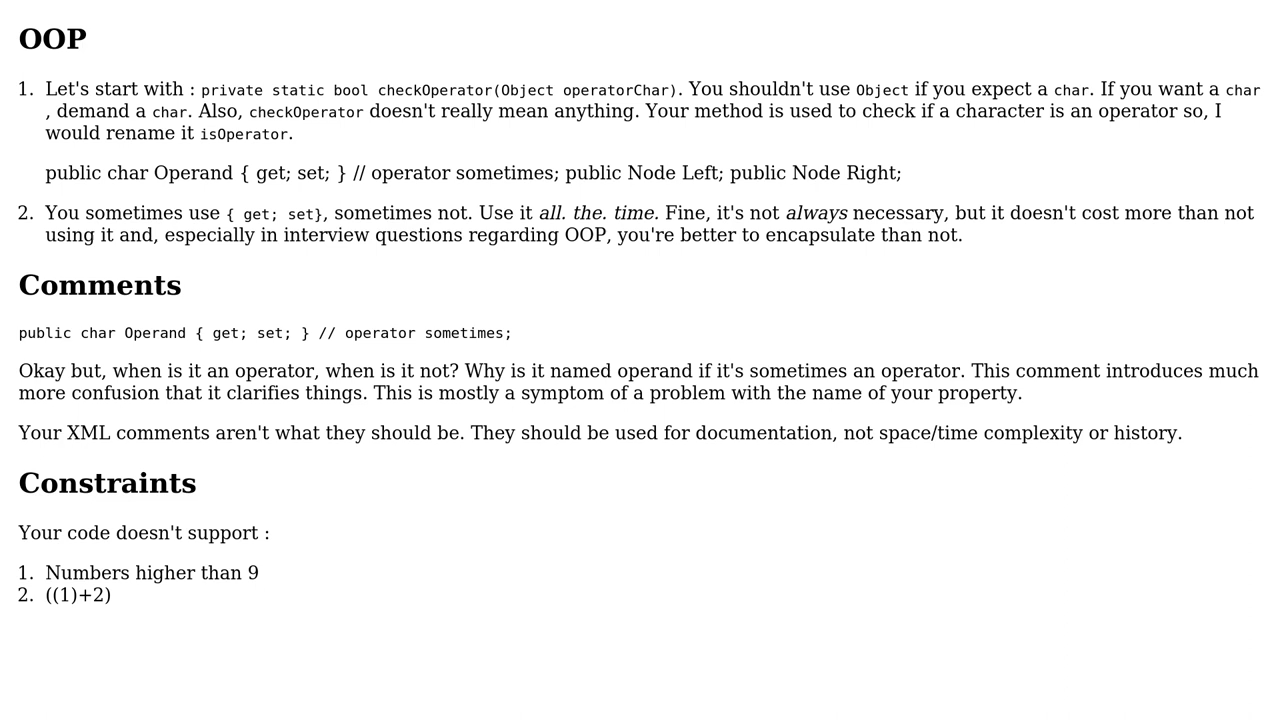 OOP
1. Let's start with : private static bool checkOperator(Object operatorChar). You shouldn't use Object if you expect a char. If you want a char
, demand a char. Also, checkOperator doesn't really mean anything. Your method is used to check if a character is an operator so, I
would rename it isOperator.
public char Operand { get; set; } // operator sometimes; public Node Left; public Node Right;
2. You sometimes use { get; set}, sometimes not. Use it all. the. time. Fine, it's not always necessary, but it doesn't cost more than not
using it and, especially in interview questions regarding OOP, you're better to encapsulate than not.
Comments
public char Operand { get; set; } // operator sometimes;
Okay but, when is it an operator, when is it not? Why is it named operand if it's sometimes an operator. This comment introduces much
more confusion that it clarifies things. This is mostly a symptom of a problem with the name of your property.
Your XML comments aren't what they should be. They should be used for documentation, not space/time complexity or history.
Constraints
Your code doesn't support :
1. Numbers higher than 9
2. ((1)+2)